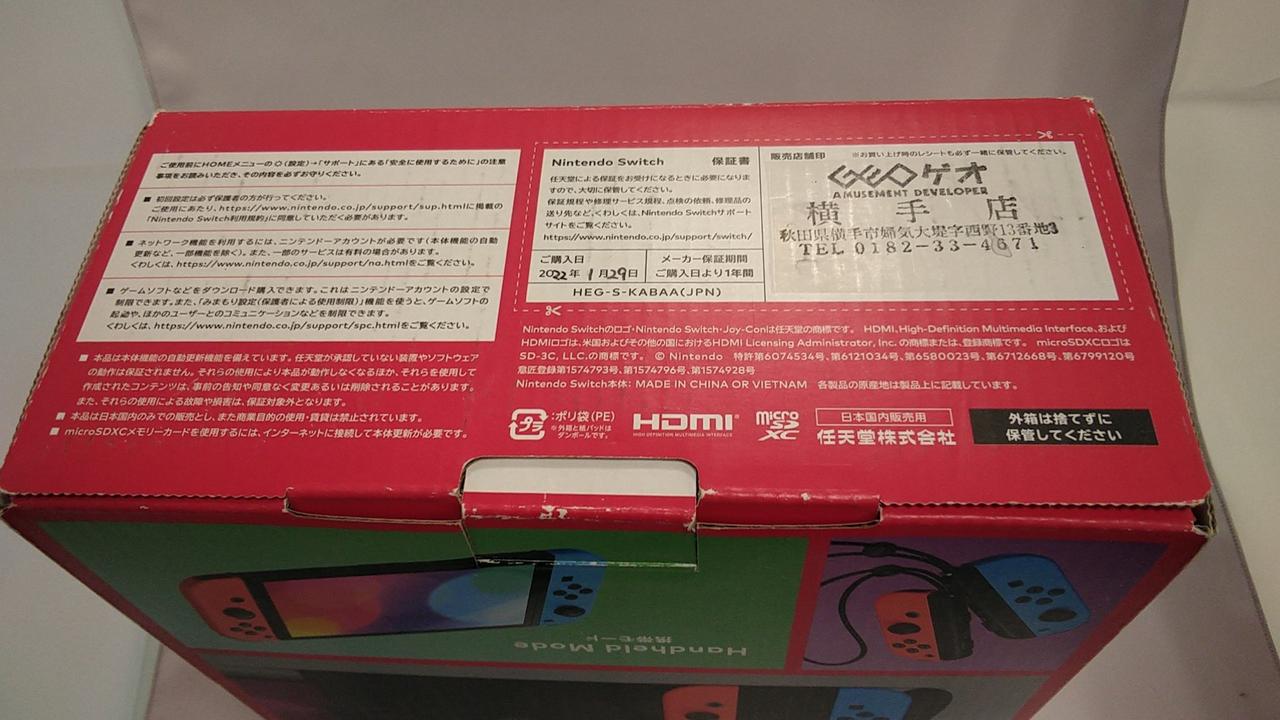 ご使用前にHOMEメニューの(設定)→「サポート」にある「安全に使用するために」の注意
事項をお読みいただき、その内容を必ずお守りください。
■ 初回設定は必ず保護者の方が行ってください。
ご使用にあたり、https://www.nintendo.co.jp/support/sup.htmlに掲載の
「Nintendo Switch利用規約」に同意していただく必要があります。
■ ネットワーク機能を利用するには、ニンテンドーアカウントが必要です(本体機能の自動
更新など、一部機能を除く)。また、一部のサービスは有料の場合があります。
くわしくは、https://www.nintendo.co.jp/support/na.htmlをご覧ください。
■ ゲームソフトなどをダウンロード購入できます。これはニンテンドーアカウントの設定で
制限できます。また、「みまもり設定(保護者による使用制限)」機能を使うと、ゲームソフトの
起動や、ほかのユーザーとのコミュニケーションなどを制限できます。
くわしくは、https://www.nintendo.co.jp/support/spc.htmlをご覧ください。
■ 本品は本体機能の自動更新機能を備えています。任天堂が承認していない装置やソフトウェア
の動作は保証されません。それらの使用により本品が動作しなくなるほか、それらを使用して
作成されたコンテンツは、事前の告知や同意なく変更あるいは削除されることがあります。
また、それらの使用による故障や損害は、保証対象外となります。
■ 本品は日本国内のみでの販売とし、また商業目的の使用・賃貸は禁止されています。
■ microSDXCメモリーカードを使用するには、インターネットに接続して本体更新が必要です。
Nintendo Switch 保証書
任天堂による保証をお受けになるときに必要になりま
すので、大切に保管してください。
保証規程や修理サービス規程、点検の依頼、修理品の
送り先など、くわしくは、Nintendo Switchサポート
サイトをご覧ください。
https://www.nintendo.co.jp/support/switch/
ご購入日
2022年 1月29日
メーカー保証期間
ご購入日より1年間
HEG-S-KABAA(JPN)
販売店舗印 ※お買い上げ時のレシートも必ず一緒に保管してください。
GEOゲオ
AMUSEMENT DEVELOPER
横手店
秋田県横手市婦気大堤字西野13番地3
TEL 0182-33-4671
Nintendo Switchのロゴ・Nintendo Switch・Joy-Conは任天堂の商標です。 HDMI、High-Definition Multimedia Interface、および
HDMIロゴは、米国およびその他の国におけるHDMI Licensing Administrator, Inc. の商標または、登録商標です。 microSDXCロゴは
SD-3C, LLC.の商標です。 © Nintendo 特許第6074534号、第6121034号、第6580023号、第6712668号、第6799120号
意匠登録第1574793号、第1574796号、第1574928号
Nintendo Switch本体: MADE IN CHINA OR VIETNAM 各製品の原産地は製品上に記載しています。
プラ
:ポリ袋(PE)
※外箱と紙パッドは
ダンボールです。
HDMI
HIGH DEFINITION MULTIMEDIA INTERFACE
micro
SD
XC
日本国内販売用
任天堂株式会社
外箱は捨てずに
保管してください
携帯モード
Handheld Mode